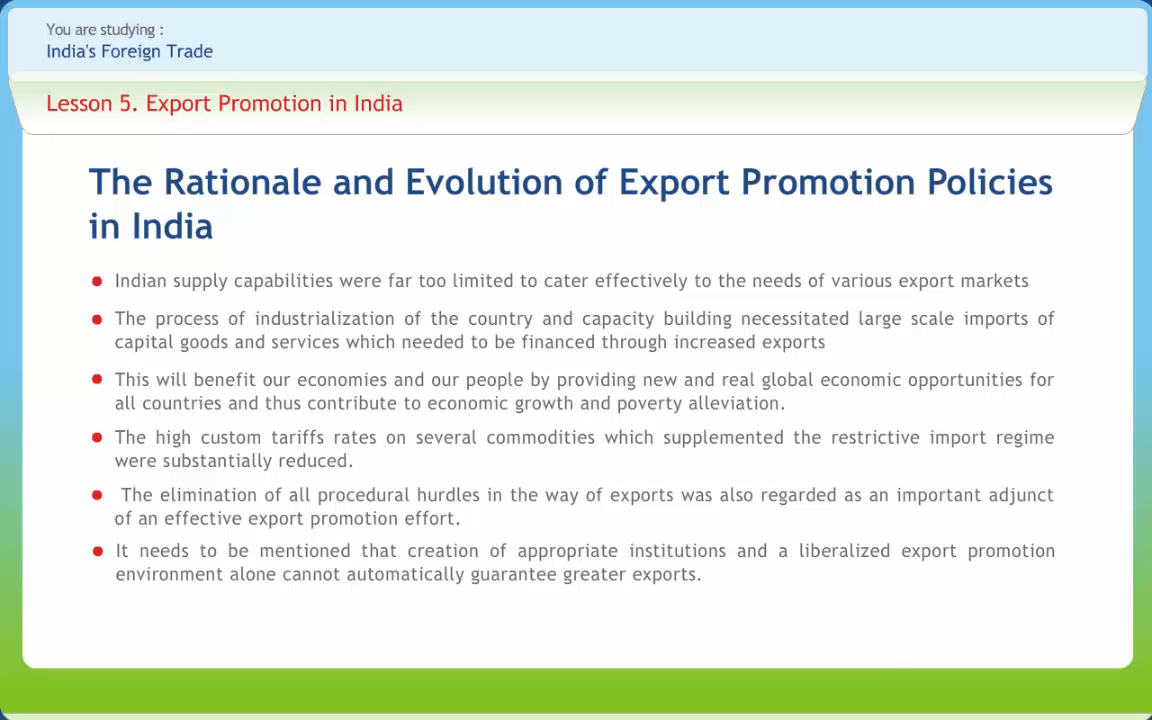 You are studying :
India's Foreign Trade
Lesson 5. Export Promotion in India
The Rationale and Evolution of Export Promotion Policies
in India
Indian supply capabilities were far too limited to cater effectively to the needs of various export markets
The process of industrialization of the country and capacity building necessitated large scale imports of
capital goods and services which needed to be financed through increased exports
This will benefit our economies and our people by providing new and real global economic opportunities for
all countries and thus contribute to economic growth and poverty alleviation.
The high custom tariffs rates on several commodities which supplemented the restrictive import regime
were substantially reduced.
The elimination of all procedural hurdles in the way of exports was also regarded as an important adjunct
of an effective export promotion effort.
It needs to be mentioned that creation of appropriate institutions and a liberalized export promotion
environment alone cannot automatically guarantee greater exports.